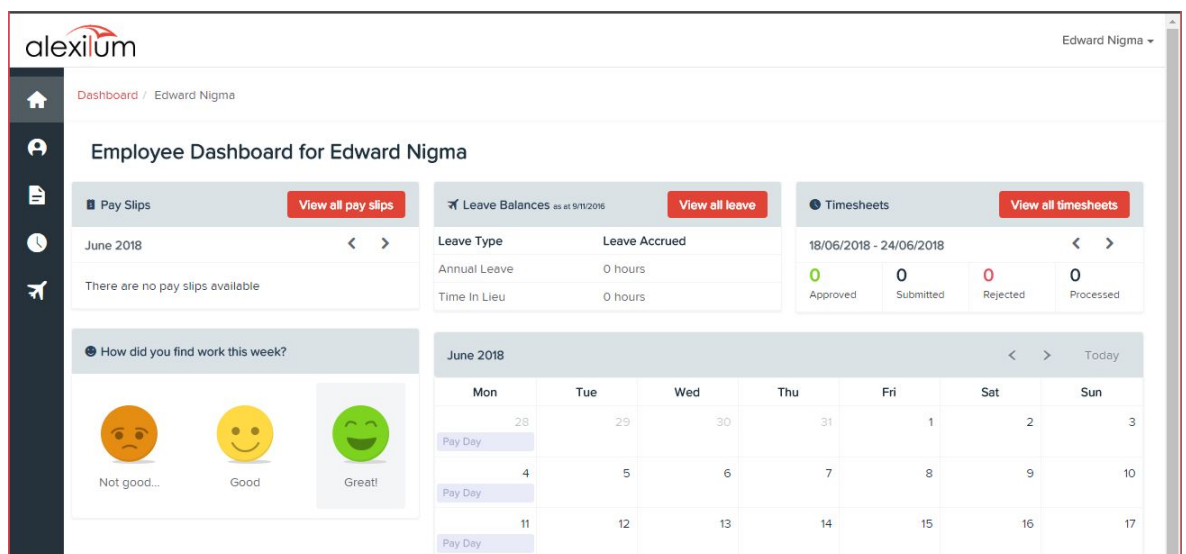 alexilum
Edward Nigma
Dashboard / Edward Nigma
Employee Dashboard for Edward Nigma
Pay Slips
View all pay slips
June 2018
There are no pay slips available
Leave Balances as at 9/11/2016
View all leave
Leave Type Leave Accrued
Annual Leave 0 hours
Time In Lieu 0 hours
Timesheets
View all timesheets
18/06/2018 - 24/06/2018
0 0 0 0
Approved Submitted Rejected Processed
How did you find work this week?
Not good... Good Great!
June 2018
Today
Mon Tue Wed Thu Fri Sat Sun
28 29 30 31 1 2 3
Pay Day
4 5 6 7 8 9 10
Pay Day
11 12 13 14 15 16 17
Pay Day